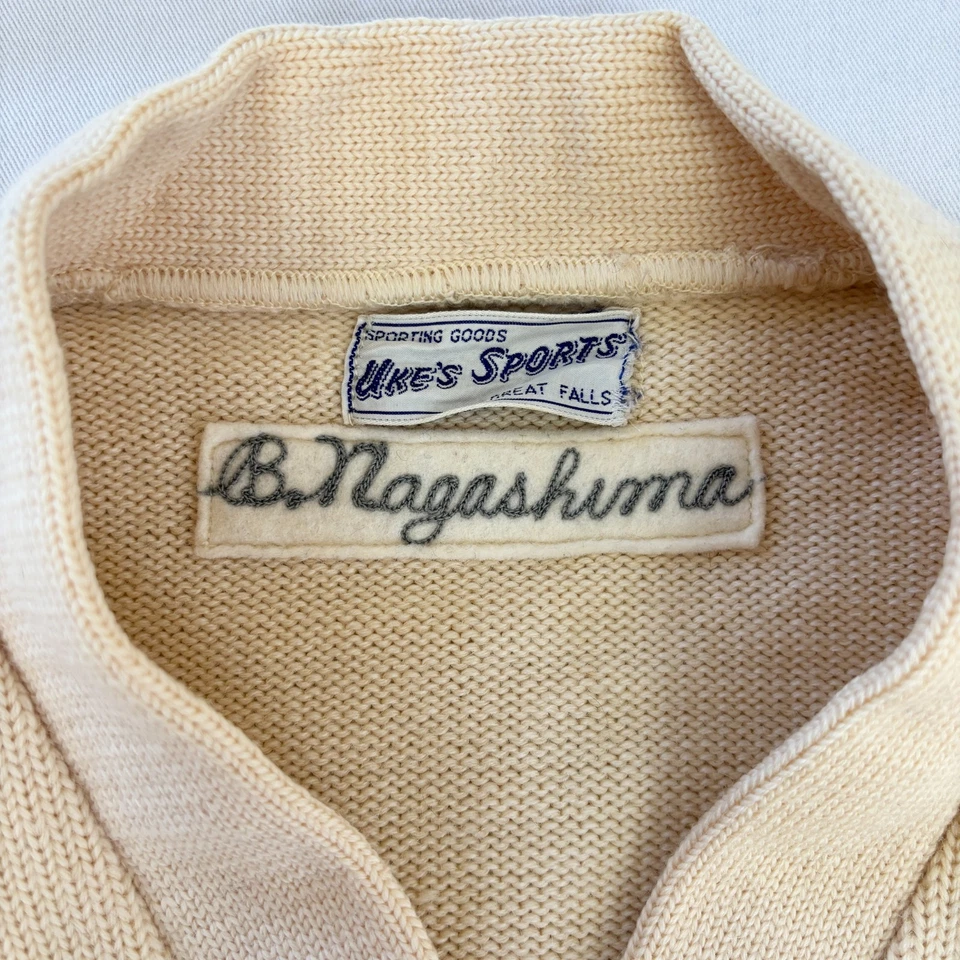 SPORTING GOODS
UKE'S SPORTS
GREAT FALLS
B. Nagashima